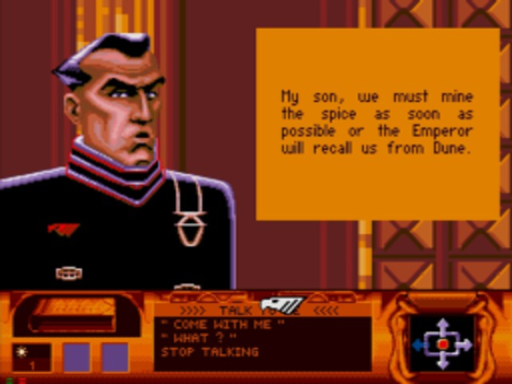 My son, we must mine
the spice as soon as
possible or the Emperor
will recall us from Dune.
>>>> TALK <<<<
" COME WITH ME "
" WHAT ? "
STOP TALKING
1